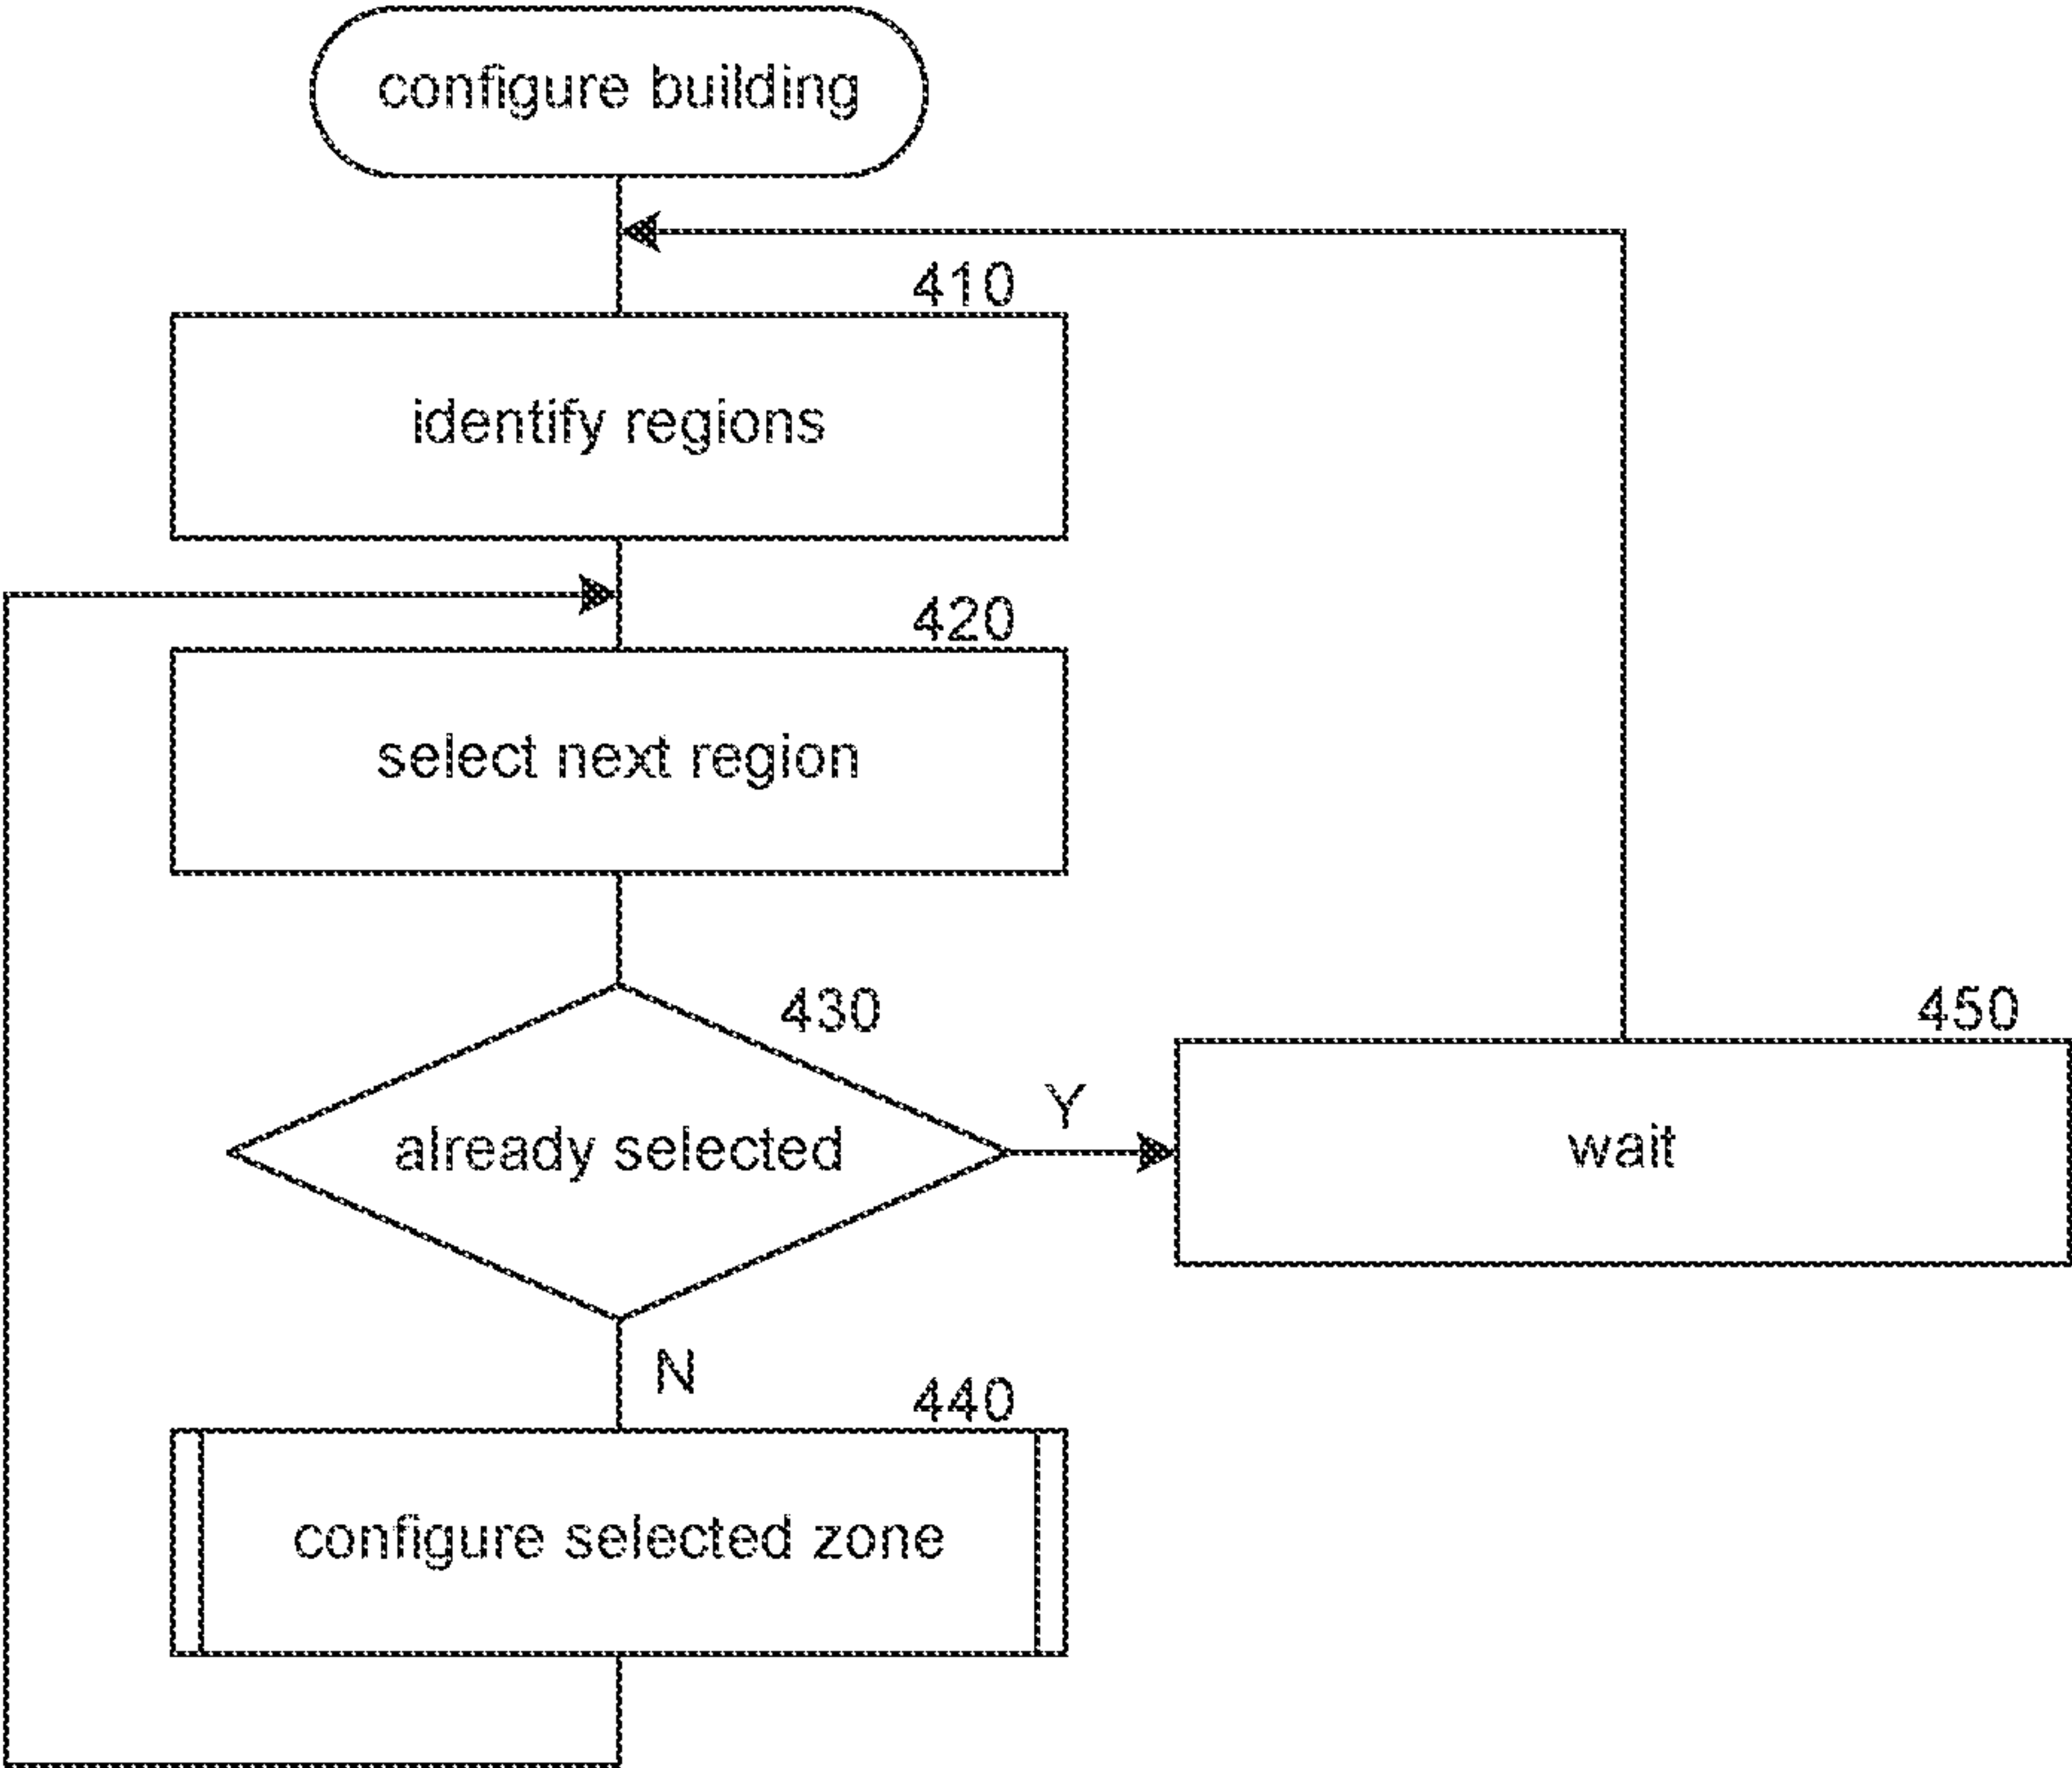 configure building
410
identify regions
420
select next region
430
already selected
Y
450
wait
N
440
configure selected zone